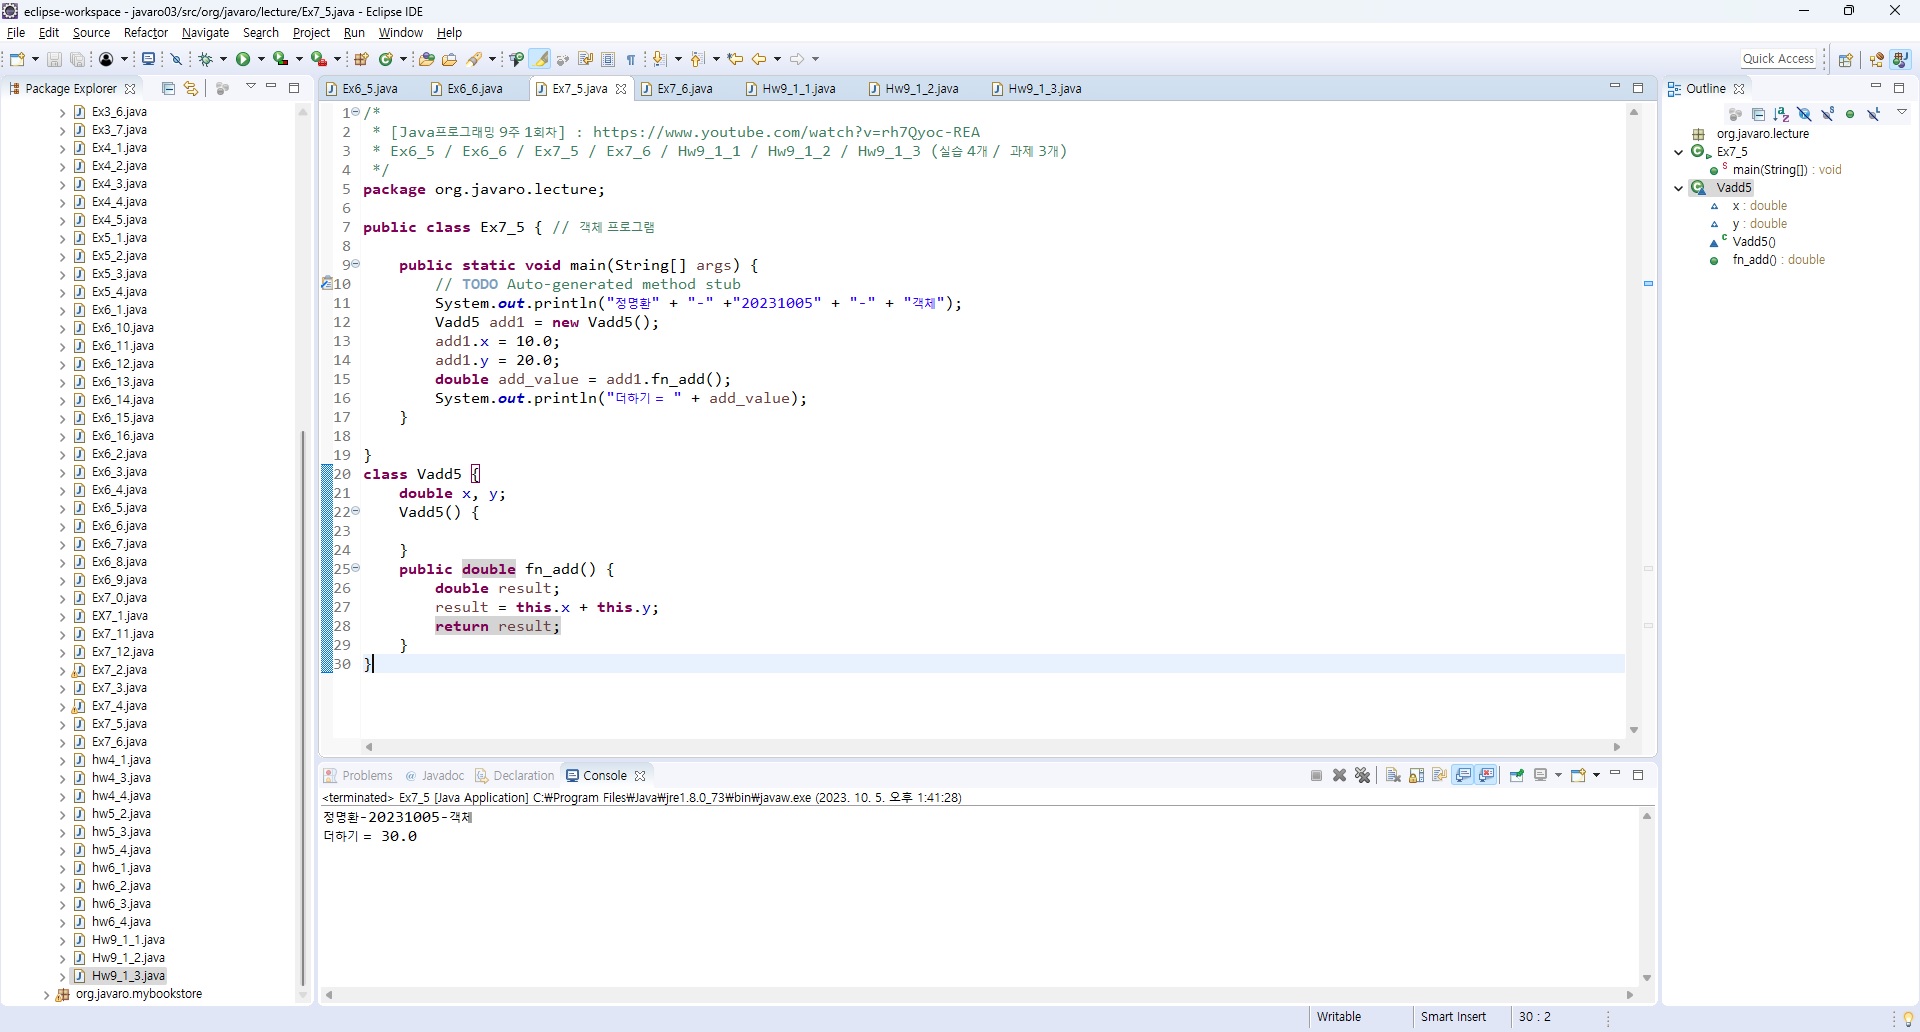 eclipse-workspace - javaro03/src/org/javaro/lecture/Ex7_5.java - Eclipse IDE
File Edit Source Refactor Navigate Search Project Run Window Help
Quick Access
Package Explorer
Ex3_6.java
Ex3_7.java
Ex4_1.java
Ex4_2.java
Ex4_3.java
Ex4_4.java
Ex4_5.java
Ex5_1.java
Ex5_2.java
Ex5_3.java
Ex5_4.java
Ex6_1.java
Ex6_10.java
Ex6_11.java
Ex6_12.java
Ex6_13.java
Ex6_14.java
Ex6_15.java
Ex6_16.java
Ex6_2.java
Ex6_3.java
Ex6_4.java
Ex6_5.java
Ex6_6.java
Ex6_7.java
Ex6_8.java
Ex6_9.java
Ex7_0.java
EX7_1.java
Ex7_11.java
Ex7_12.java
Ex7_2.java
Ex7_3.java
Ex7_4.java
Ex7_5.java
Ex7_6.java
hw4_1.java
hw4_3.java
hw4_4.java
hw5_2.java
hw5_3.java
hw5_4.java
hw6_1.java
hw6_2.java
hw6_3.java
hw6_4.java
Hw9_1_1.java
Hw9_1_2.java
Hw9_1_3.java
org.javaro.mybookstore
Ex6_5.java Ex6_6.java Ex7_5.java Ex7_6.java Hw9_1_1.java Hw9_1_2.java Hw9_1_3.java
1 /*
2  * [Java프로그래밍 9주 1회차] : https://www.youtube.com/watch?v=rh7Qyoc-REA
3  * Ex6_5 / Ex6_6 / Ex7_5 / Ex7_6 / Hw9_1_1 / Hw9_1_2 / Hw9_1_3 (실습 4개 / 과제 3개)
4  */
5 package org.javaro.lecture;
6
7 public class Ex7_5 { // 객체 프로그램
8
9     public static void main(String[] args) {
10         // TODO Auto-generated method stub
11         System.out.println("정명환" + "-" +"20231005" + "-" + "객체");
12         Vadd5 add1 = new Vadd5();
13         add1.x = 10.0;
14         add1.y = 20.0;
15         double add_value = add1.fn_add();
16         System.out.println("더하기 = " + add_value);
17     }
18
19 }
20 class Vadd5 {
21     double x, y;
22     Vadd5() {
23
24     }
25     public double fn_add() {
26         double result;
27         result = this.x + this.y;
28         return result;
29     }
30 }
Problems Javadoc Declaration Console
<terminated> Ex7_5 [Java Application] C:₩Program Files₩Java₩jre1.8.0_73₩bin₩javaw.exe (2023. 10. 5. 오후 1:41:28)
정명환-20231005-객체
더하기 = 30.0
Outline
org.javaro.lecture
Ex7_5
main(String[]) : void
Vadd5
x : double
y : double
Vadd5()
fn_add() : double
Writable Smart Insert 30 : 2